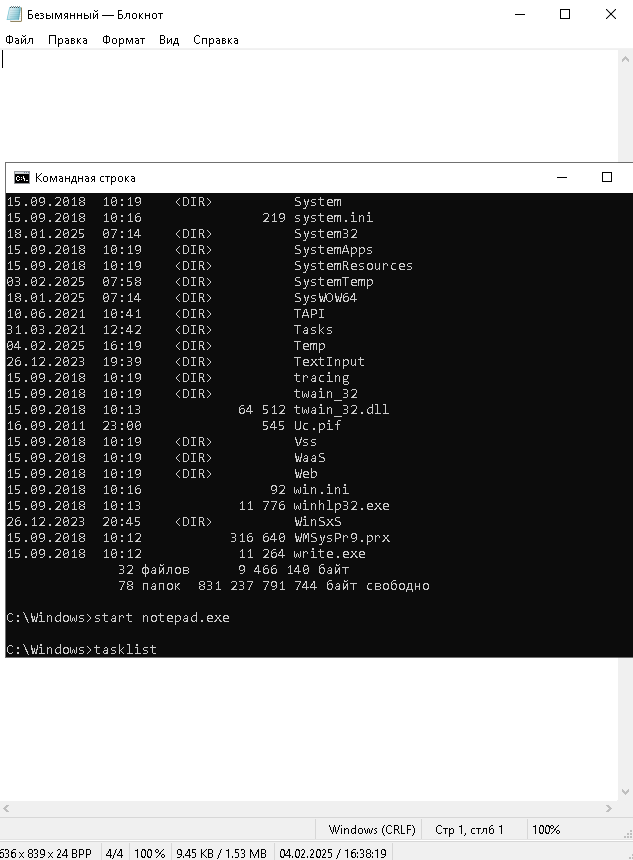 Безымянный — Блокнот
Файл Правка Формат Вид Справка
Командная строка
15.09.2018 10:19 <DIR> System
15.09.2018 10:16 219 system.ini
18.01.2025 07:14 <DIR> System32
15.09.2018 10:19 <DIR> SystemApps
15.09.2018 10:19 <DIR> SystemResources
03.02.2025 07:58 <DIR> SystemTemp
18.01.2025 07:14 <DIR> SysWOW64
10.06.2021 10:41 <DIR> TAPI
31.03.2021 12:42 <DIR> Tasks
04.02.2025 16:19 <DIR> Temp
26.12.2023 19:39 <DIR> TextInput
15.09.2018 10:19 <DIR> tracing
15.09.2018 10:19 <DIR> twain_32
15.09.2018 10:13 64 512 twain_32.dll
16.09.2011 23:00 545 Uc.pif
15.09.2018 10:19 <DIR> Vss
15.09.2018 10:19 <DIR> WaaS
15.09.2018 10:19 <DIR> Web
15.09.2018 10:16 92 win.ini
15.09.2018 10:13 11 776 winhlp32.exe
26.12.2023 20:45 <DIR> WinSxS
15.09.2018 10:12 316 640 WMSysPr9.prx
15.09.2018 10:12 11 264 write.exe
32 файлов 9 466 140 байт
78 папок 831 237 791 744 байт свободно
C:\Windows>start notepad.exe
C:\Windows>tasklist
Windows (CRLF) Стр 1, стлб 1 100%
636 x 839 x 24 BPP 4/4 100 % 9.45 KB / 1.53 MB 04.02.2025 / 16:38:19